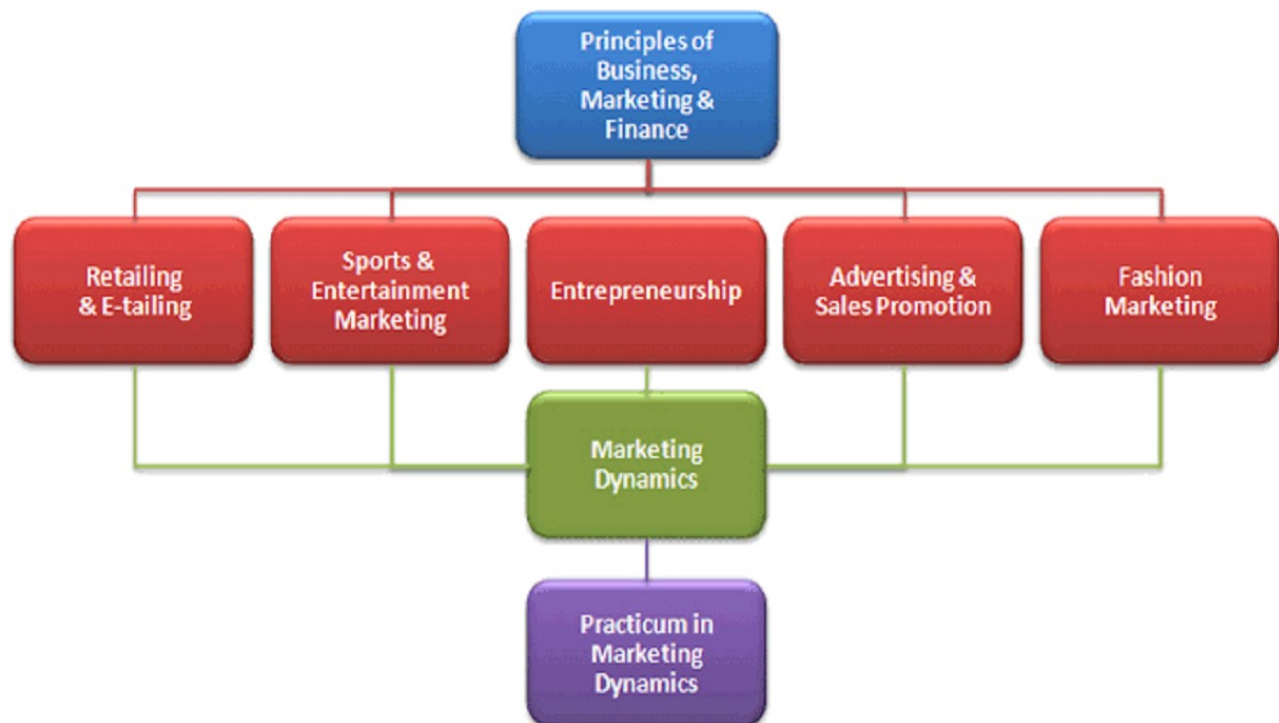 Principles of
Business,
Marketing &
Finance
Retailing
& E-tailing
Sports &
Entertainment
Marketing
Entrepreneurship
Advertising &
Sales Promotion
Fashion
Marketing
Marketing
Dynamics
Practicum in
Marketing
Dynamics